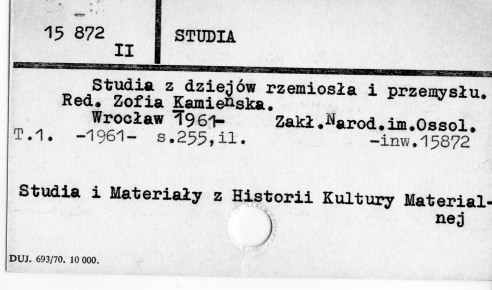 15 872
II
STUDIA
Studia z dziejów rzemiosła i przemysłu.
Red. Zofia Kamieńska.
Wrocław 1961- Zakł.Narod.im.Ossol.
T.1. -1961- s.255,il. -inw.15872
Studia i Materiały z Historii Kultury Material-
nej
DUJ. 693/70. 10 000.